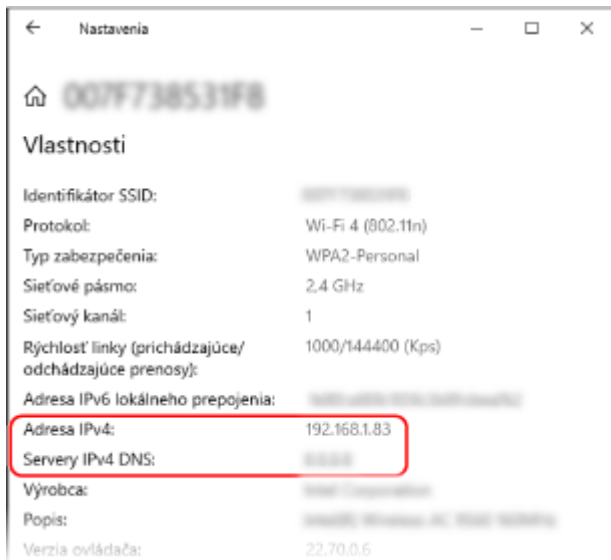 Nastavenia
Vlastnosti
Identifikátor SSID:
Protokol: Wi-Fi 4 (802.11n)
Typ zabezpečenia: WPA2-Personal
Sieťové pásmo: 2,4 GHz
Sieťový kanál: 1
Rýchlosť linky (prichádzajúce/ 1000/144400 (Kps)
odchádzajúce prenosy):
Adresa IPv6 lokálneho prepojenia:
Adresa IPv4: 192.168.1.83
Servery IPv4 DNS:
Výrobca:
Popis:
Verzia ovládača: 22.70.0.6